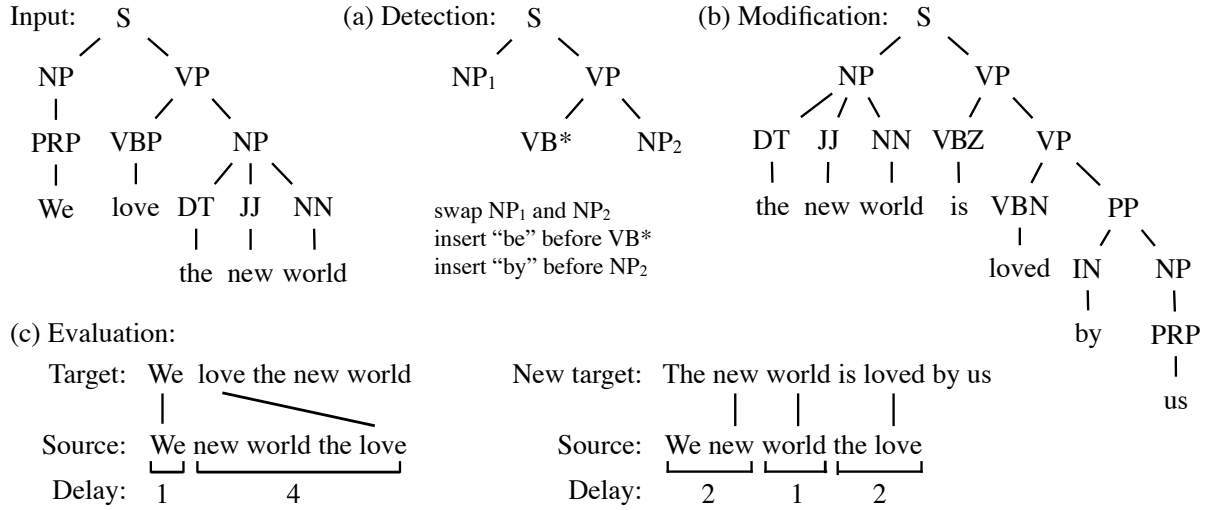 Input: S (a) Detection: S (b) Modification: S
NP VP NP₁ VP NP VP
PRP VBP NP VB* NP₂ DT JJ NN VBZ VP
We love DT JJ NN the new world is VBN PP
swap NP₁ and NP₂
insert “be” before VB*
insert “by” before NP₂
the new world loved IN NP
by PRP
us
(c) Evaluation:
Target: We love the new world
Source: We new world the love
Delay: 1 4
New target: The new world is loved by us
Source: We new world the love
Delay: 2 1 2